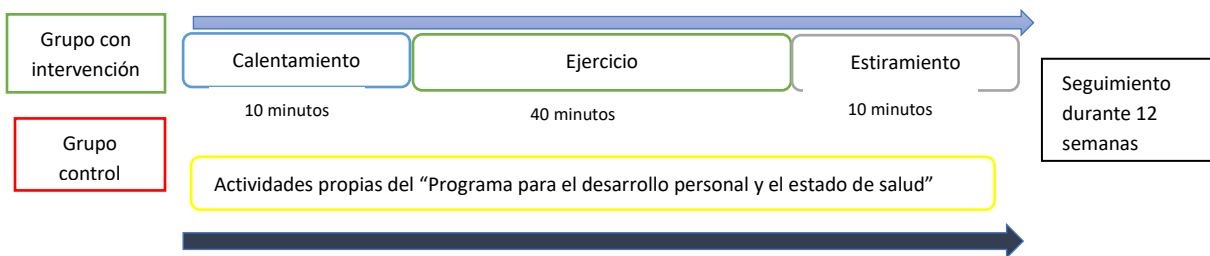 Grupo con
intervención
Calentamiento
Ejercicio
Estiramiento
10 minutos
40 minutos
10 minutos
Seguimiento
durante 12
semanas
Grupo
control
Actividades propias del “Programa para el desarrollo personal y el estado de salud”